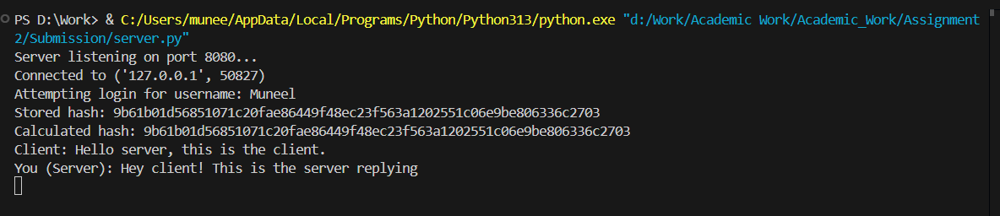 PS D:\Work> & C:/Users/munee/AppData/Local/Programs/Python/Python313/python.exe "d:/Work/Academic Work/Academic_Work/Assignment
2/Submission/server.py"
Server listening on port 8080...
Connected to ('127.0.0.1', 50827)
Attempting login for username: Muneel
Stored hash: 9b61b01d56851071c20fae86449f48ec23f563a1202551c06e9be806336c2703
Calculated hash: 9b61b01d56851071c20fae86449f48ec23f563a1202551c06e9be806336c2703
Client: Hello server, this is the client.
You (Server): Hey client! This is the server replying